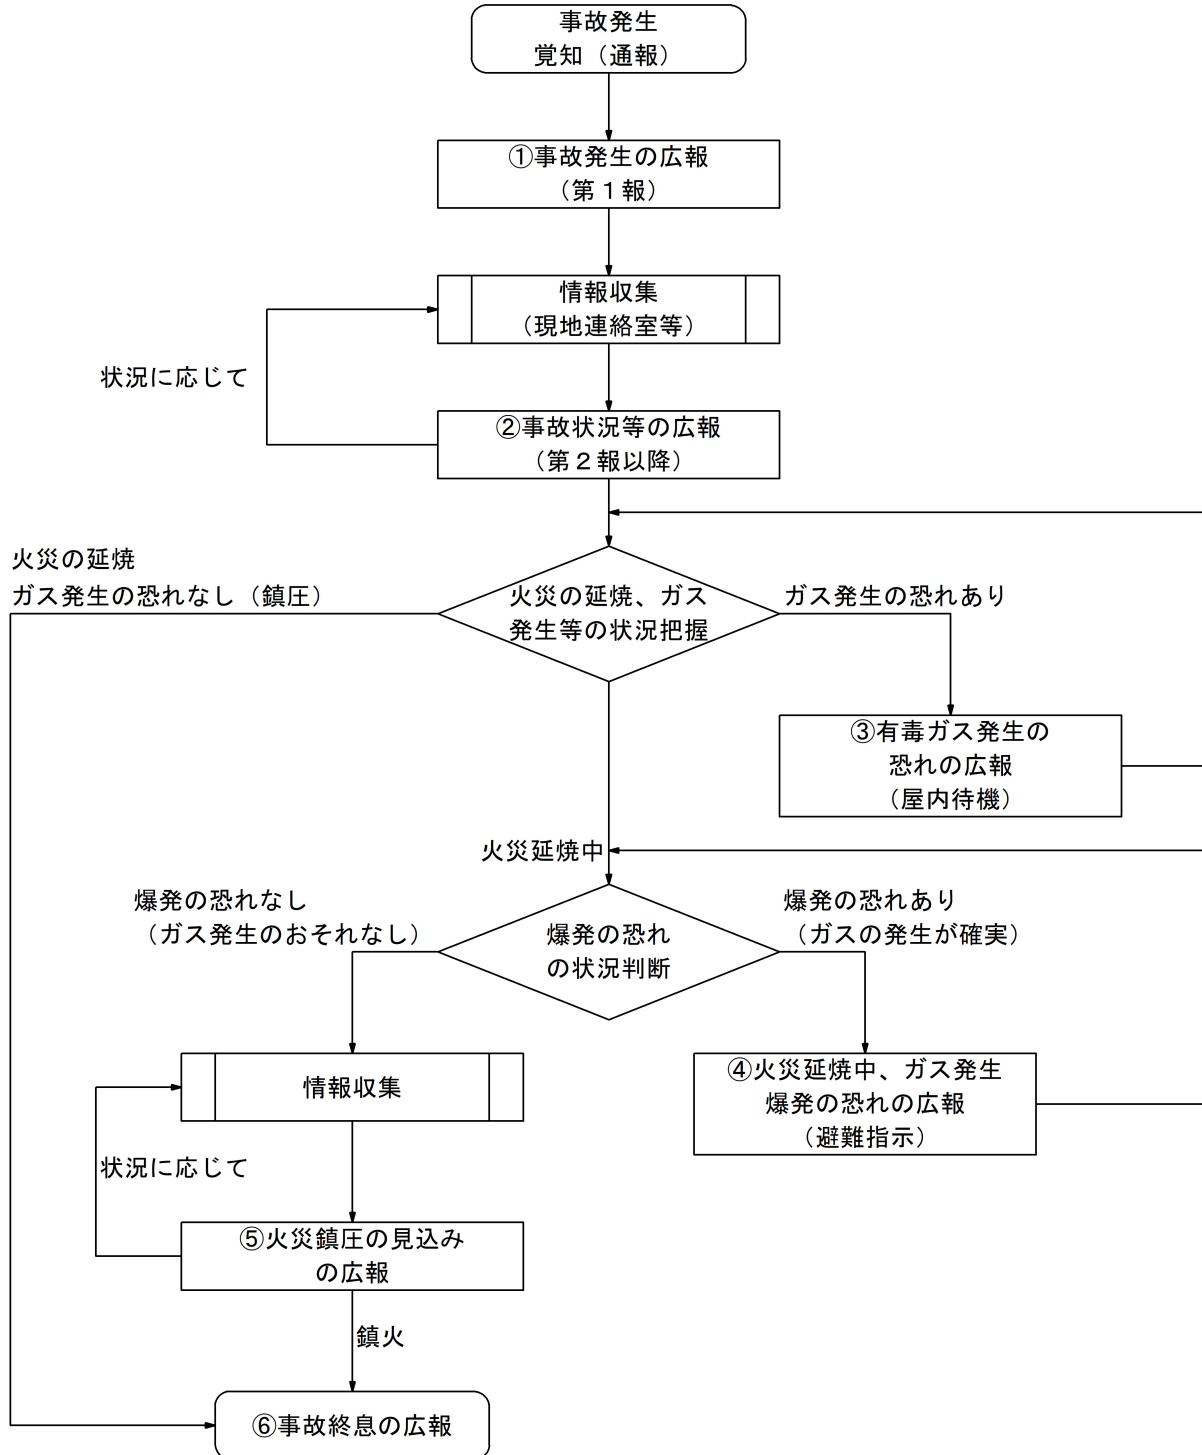 事故発生
覚知（通報）
①事故発生の広報
（第１報）
情報収集
（現地連絡室等）
状況に応じて
②事故状況等の広報
（第２報以降）
火災の延焼
ガス発生の恐れなし（鎮圧）
火災の延焼、ガス
発生等の状況把握
ガス発生の恐れあり
③有毒ガス発生の
恐れの広報
（屋内待機）
火災延焼中
爆発の恐れなし
（ガス発生のおそれなし）
爆発の恐れ
の状況判断
爆発の恐れあり
（ガスの発生が確実）
情報収集
④火災延焼中、ガス発生
爆発の恐れの広報
（避難指示）
状況に応じて
⑤火災鎮圧の見込み
の広報
鎮火
⑥事故終息の広報